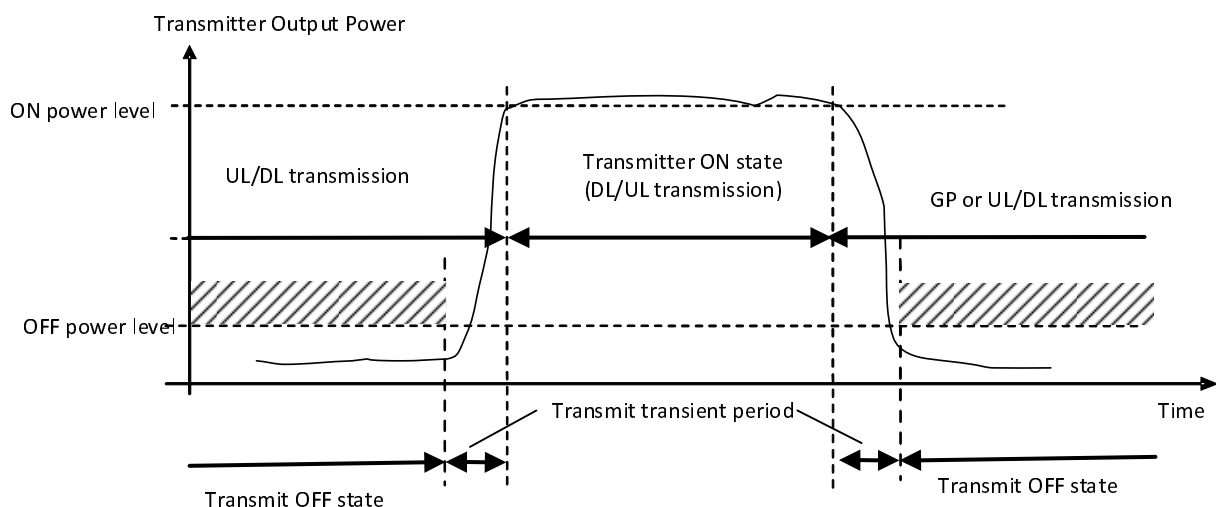 Transmitter Output Power
ON power level
UL/DL transmission
Transmitter ON state
(DL/UL transmission)
GP or UL/DL transmission
OFF power level
Transmit transient period
Time
Transmit OFF state
Transmit OFF state